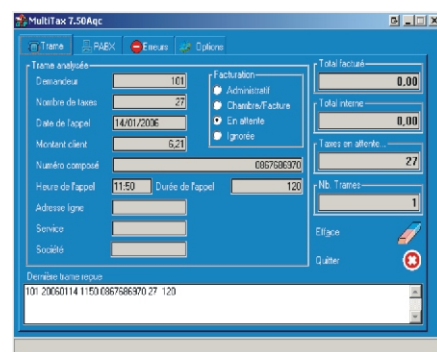 MultiTax 7.50Aqc
Trame PABX Erreurs Options
Trame analysée
Demandeur 101
Nombre de taxes 27
Date de l'appel 14/01/2006
Montant client 6,21
Numéro composé 0867686970
Heure de l'appel 11:50 Durée de l'appel 120
Adresse ligne
Service
Société
Facturation
Administratif
Chambre/Facture
En attente
Ignorée
Total facturé
0.00
Total interne
0,00
Taxes en attente...
27
Nb. Trames
1
Efface
Quitter
Dernière trame reçue
101 20060114 1150 0867686970 27 120